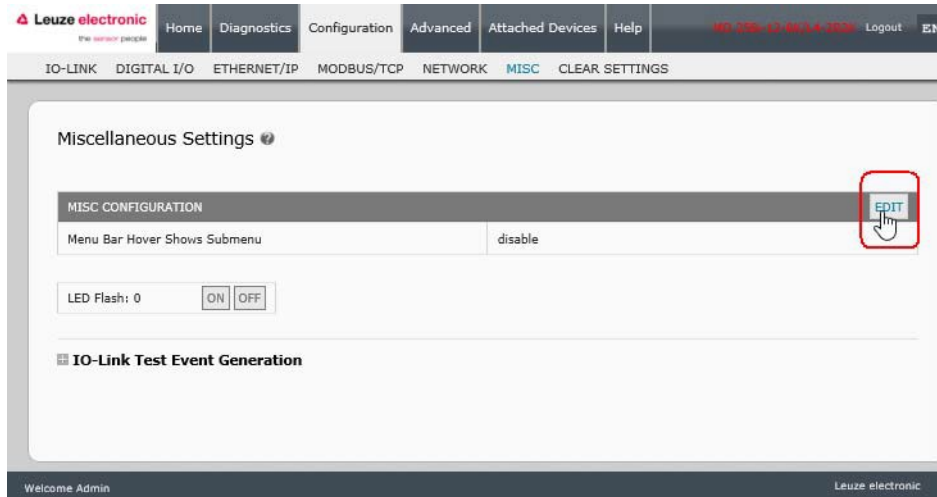 Leuze electronic
the sensor people
Home Diagnostics Configuration Advanced Attached Devices Help
Logout EN
IO-LINK DIGITAL I/O ETHERNET/IP MODBUS/TCP NETWORK MISC CLEAR SETTINGS
Miscellaneous Settings
MISC CONFIGURATION EDIT
Menu Bar Hover Shows Submenu disable
LED Flash: 0 ON OFF
IO-Link Test Event Generation
Welcome Admin Leuze electronic